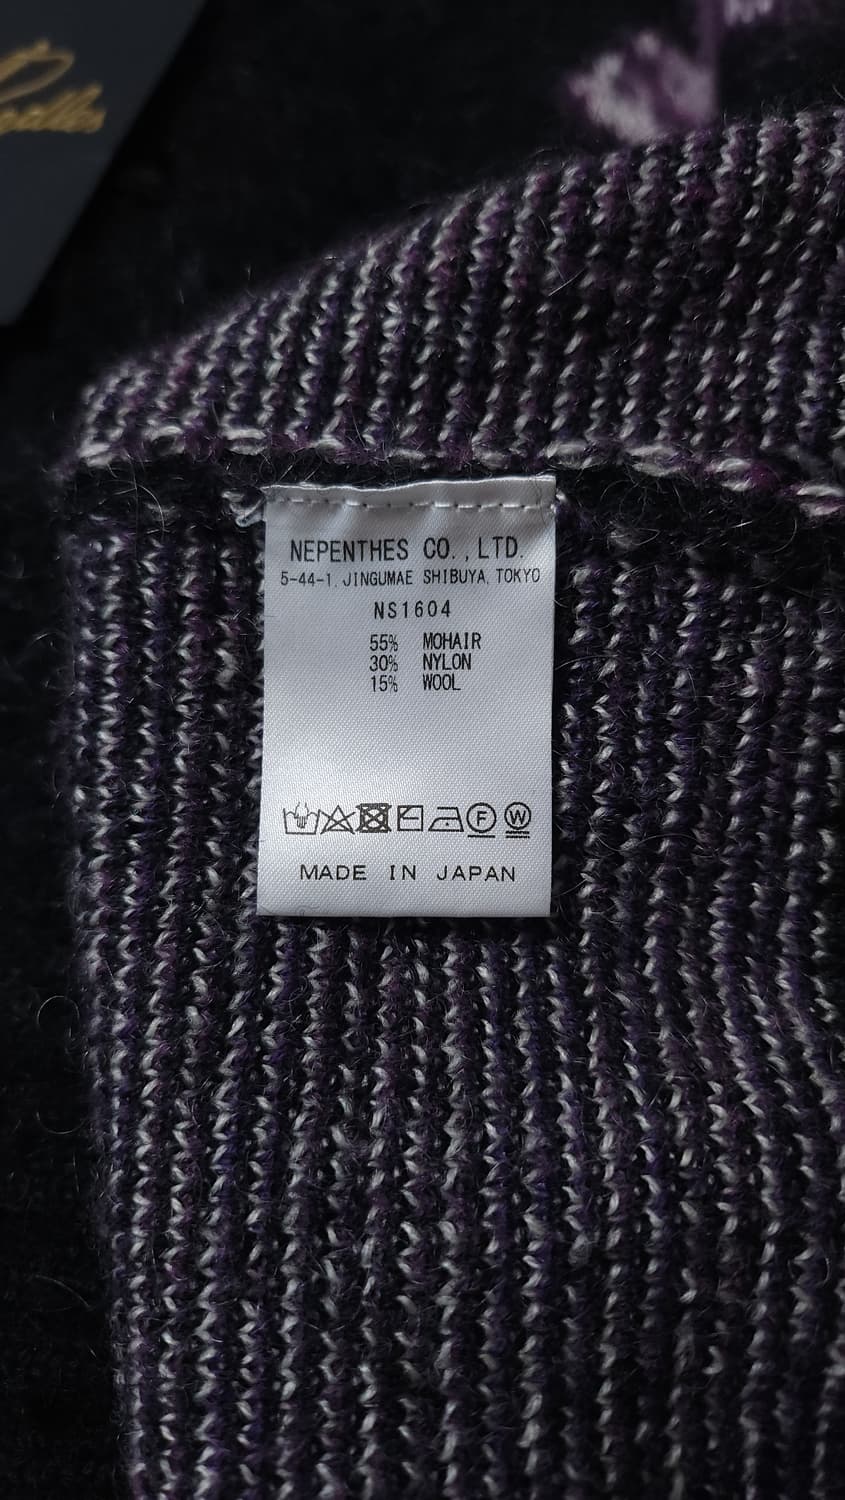 NEPENTHES CO., LTD.
5-44-1, JINGUMAE SHIBUYA, TOKYO
NS1604
55% MOHAIR
30% NYLON
15% WOOL
F W
MADE IN JAPAN